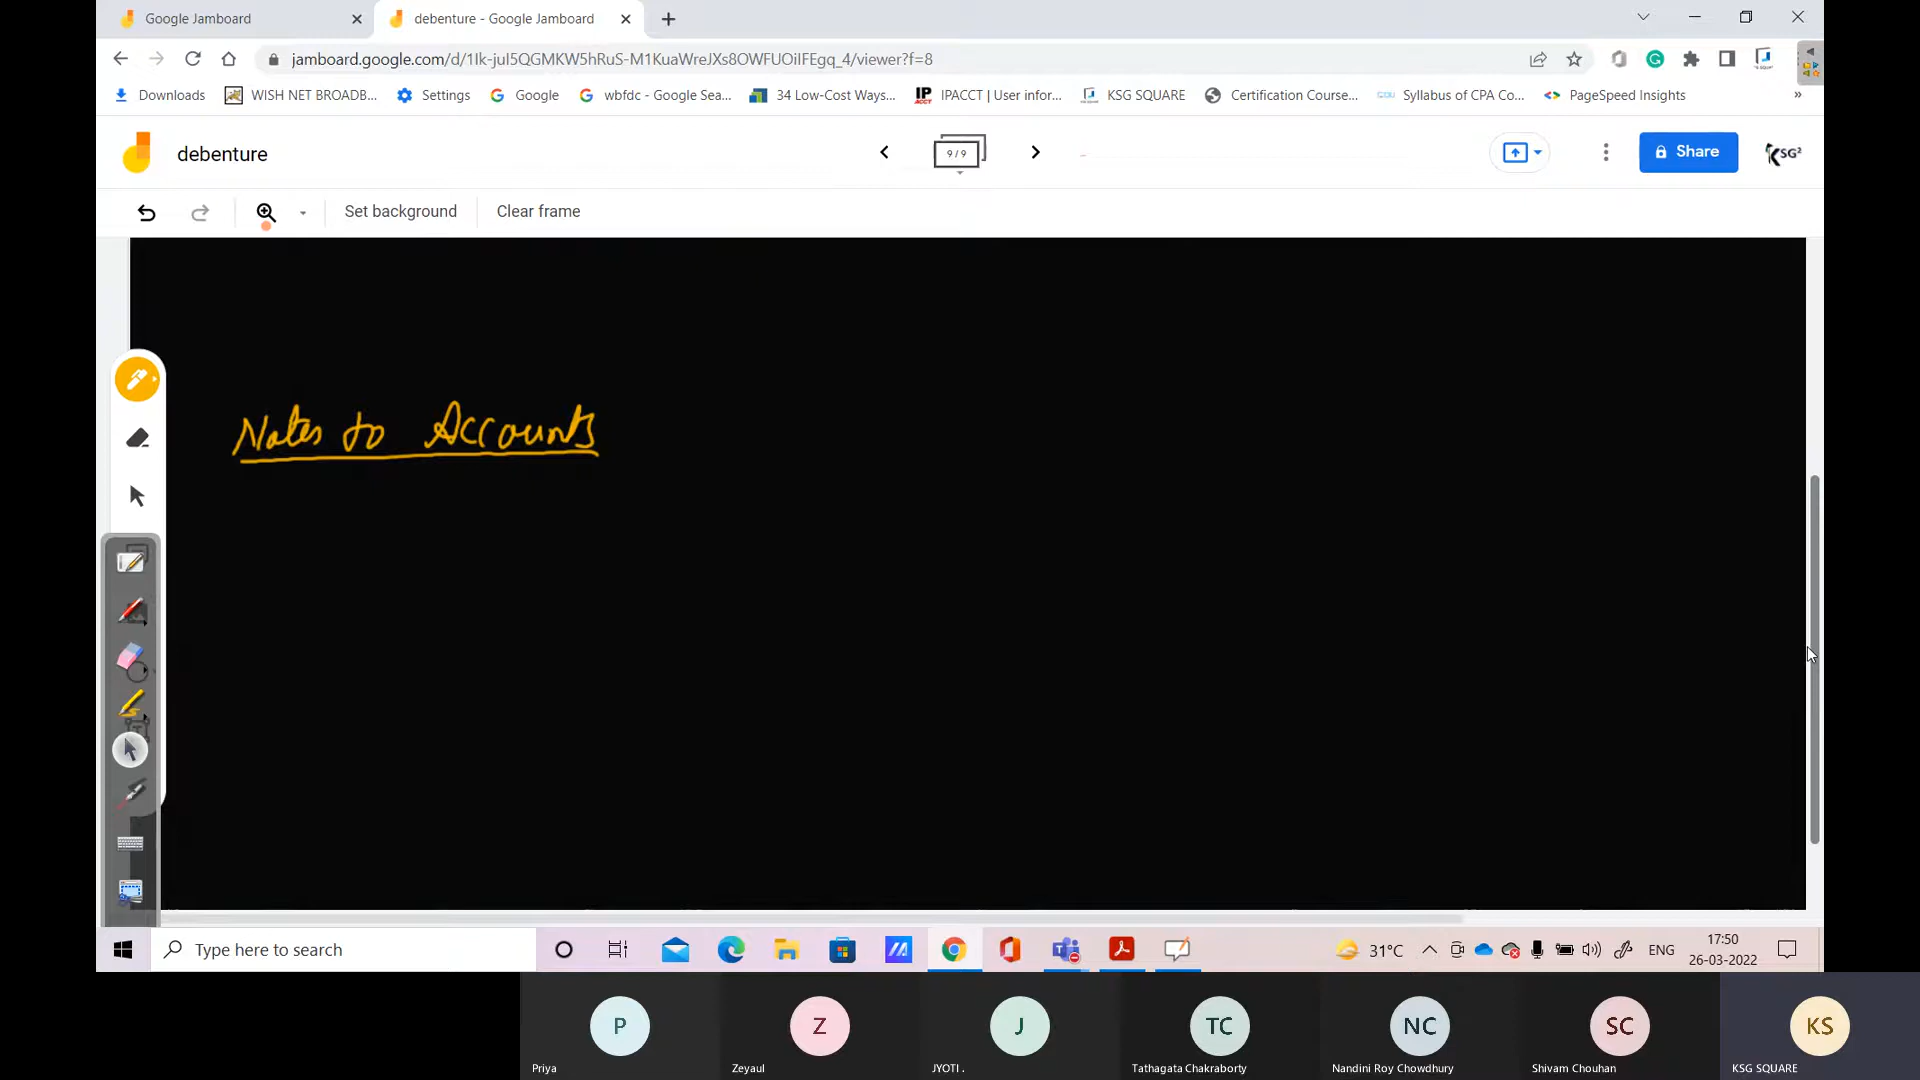 Google Jamboard
debenture - Google Jamboard
jamboard.google.com/d/1Ik-jul5QGMKW5hRuS-M1KuaWreJXs8OWFUOiIFEgq_4/viewer?f=8
Downloads WISH NET BROADB... Settings Google wbfdc - Google Sea... 34 Low-Cost Ways... IPACCT | User infor... KSG SQUARE Certification Course... Syllabus of CPA Co... PageSpeed Insights »
debenture
9 / 9
Share
KSG²
Set background Clear frame
Notes to Accounts
Type here to search
31°C
ENG
17:50
26-03-2022
P Z J TC NC SC KS
Priya Zeyaul JYOTI . Tathagata Chakraborty Nandini Roy Chowdhury Shivam Chouhan KSG SQUARE